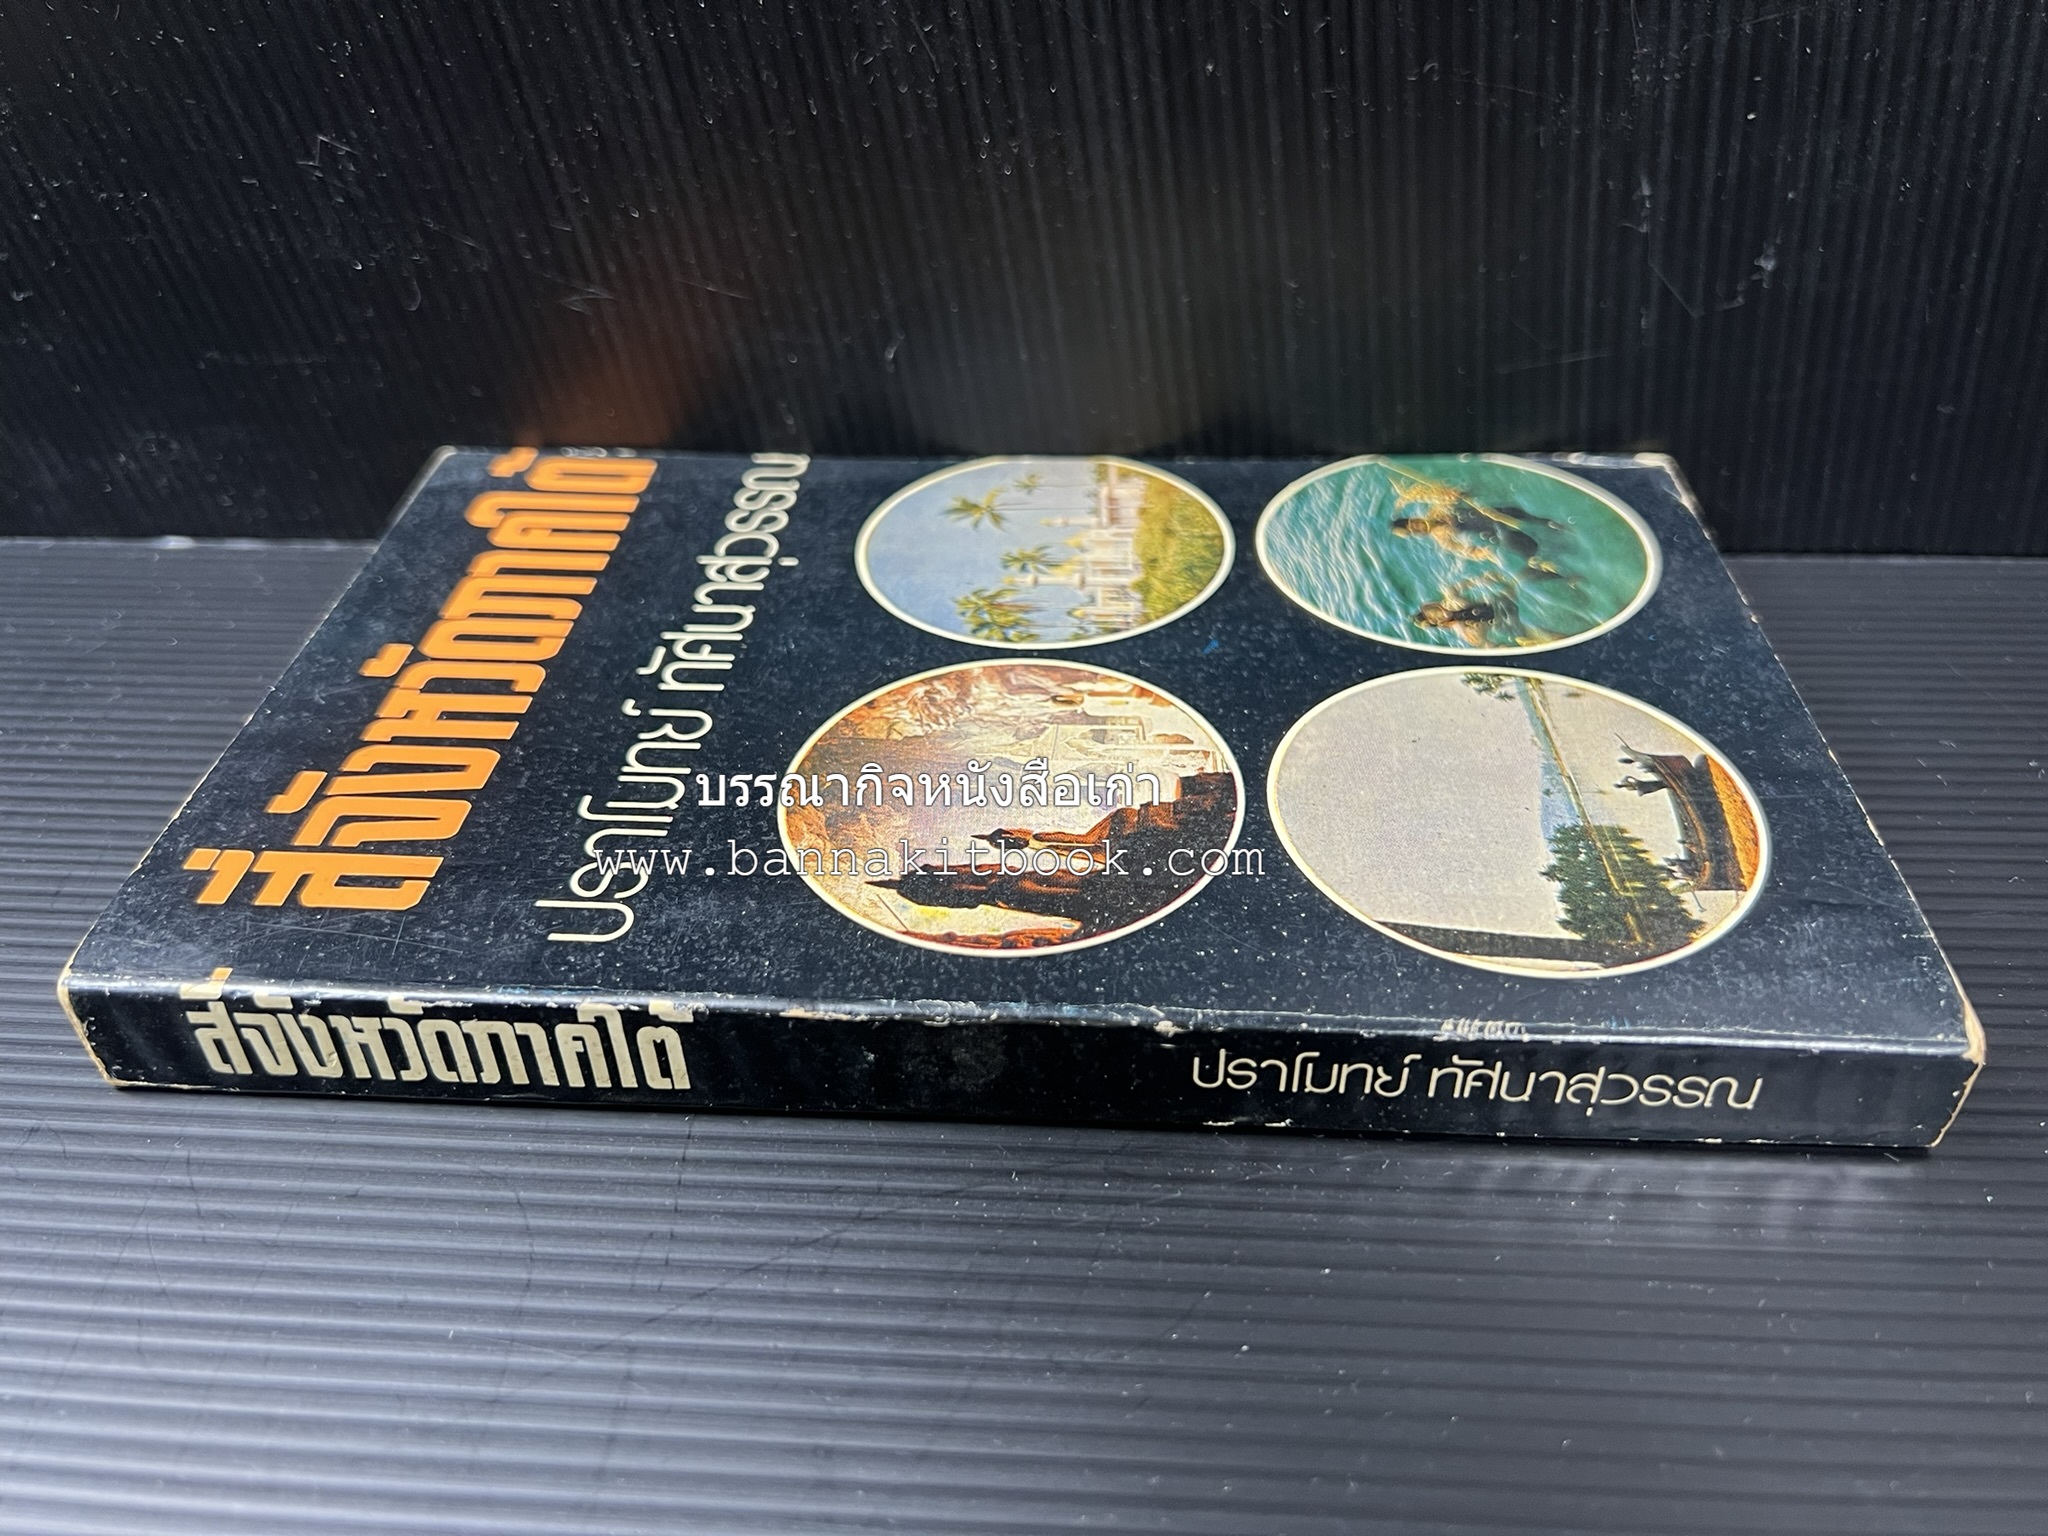 สี่จังหวัดภาคใต้
ปราโมทย์ ทัศนาสุวรรณ
บรรณากิจหนังสือเก่า
www.bannakitbook.com
สี่จังหวัดภาคใต้
ปราโมทย์ ทัศนาสุวรรณ